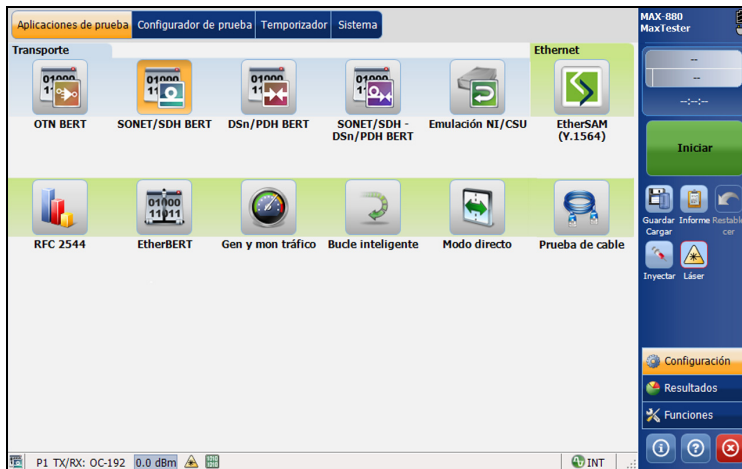 Aplicaciones de prueba Configurador de prueba Temporizador Sistema
MAX-880
MaxTester
Transporte Ethernet
--
--
--:--:--
OTN BERT SONET/SDH BERT DSn/PDH BERT SONET/SDH - DSn/PDH BERT Emulación NI/CSU EtherSAM (Y.1564)
Iniciar
RFC 2544 EtherBERT Gen y mon tráfico Bucle inteligente Modo directo Prueba de cable
Guardar Cargar Informe Restable cer
Inyectar Láser
Configuración
Resultados
Funciones
P1 TX/RX: OC-192 0.0 dBm INT